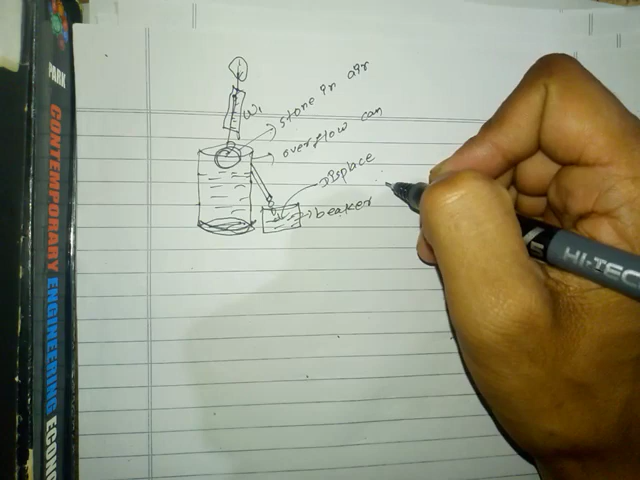 stone in air
W1
overflow can
Displace
beaker
PARK
CONTEMPORARY ENGINEERING ECONO
HI-TEC